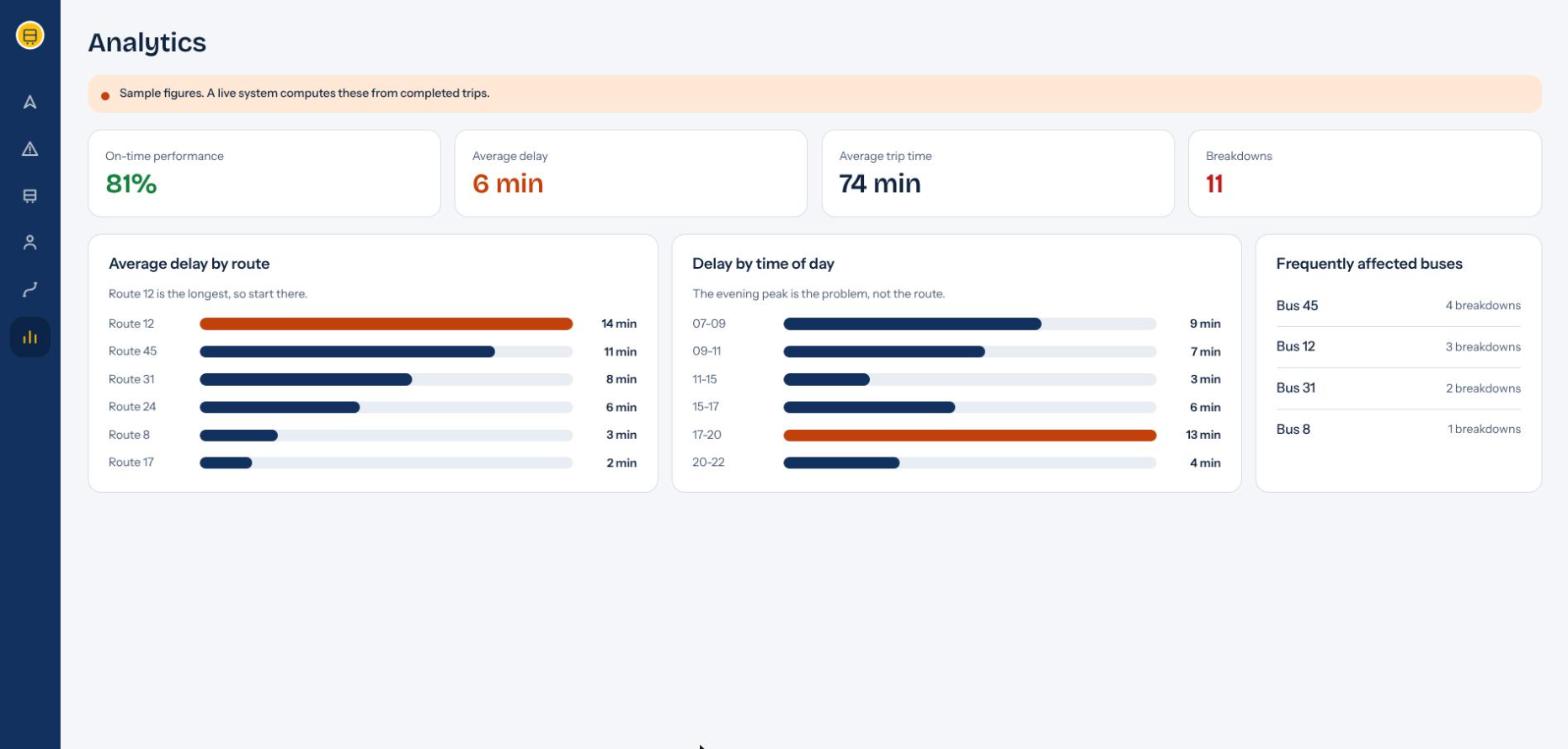 Analytics
Sample figures. A live system computes these from completed trips.
On-time performance
81%
Average delay
6 min
Average trip time
74 min
Breakdowns
11
Average delay by route
Route 12 is the longest, so start there.
Route 12 14 min
Route 45 11 min
Route 31 8 min
Route 24 6 min
Route 8 3 min
Route 17 2 min
Delay by time of day
The evening peak is the problem, not the route.
07-09 9 min
09-11 7 min
11-15 3 min
15-17 6 min
17-20 13 min
20-22 4 min
Frequently affected buses
Bus 45 4 breakdowns
Bus 12 3 breakdowns
Bus 31 2 breakdowns
Bus 8 1 breakdowns